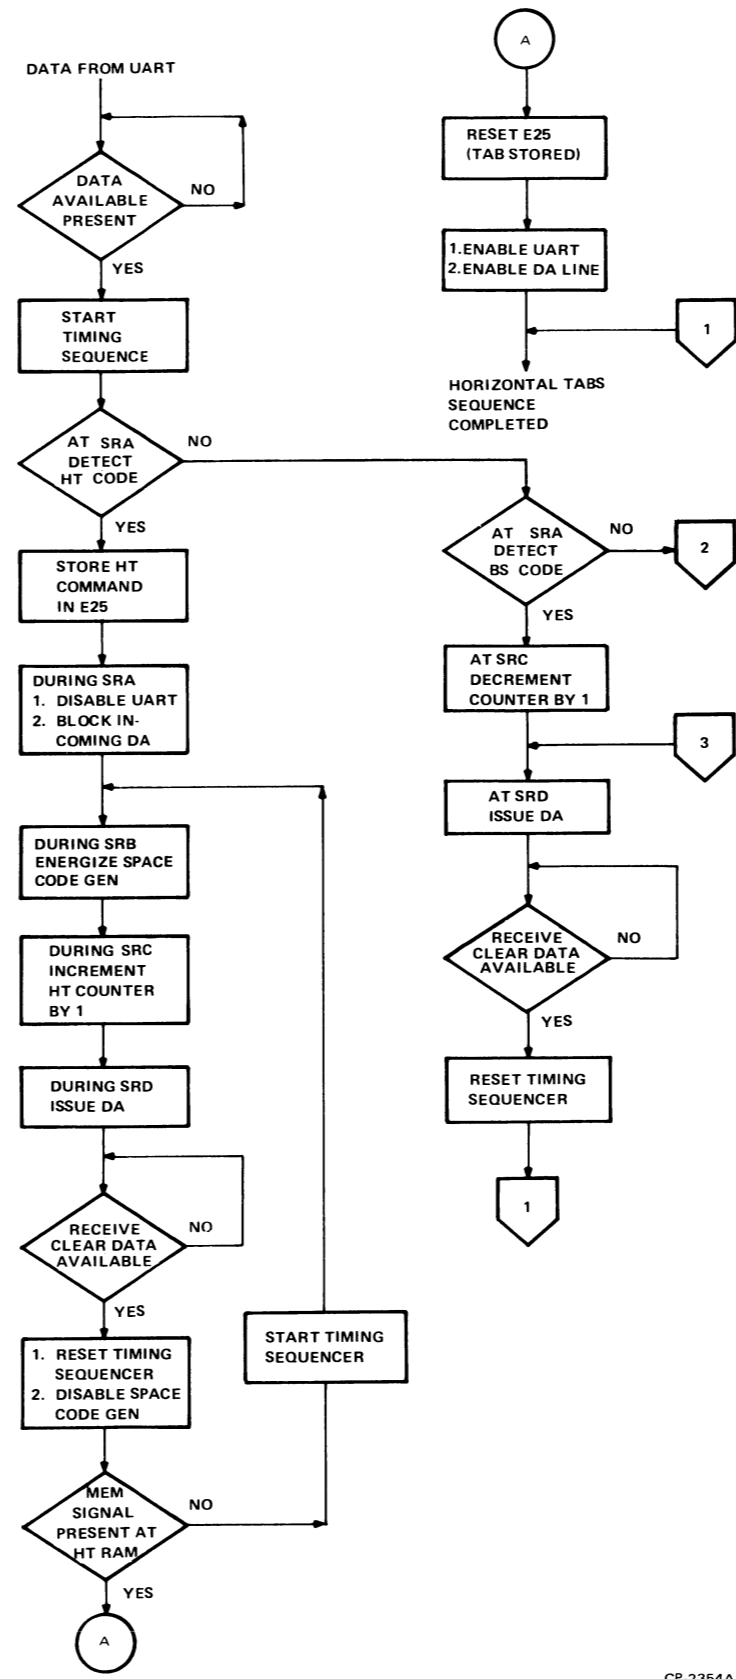 DATA FROM UART
DATA
AVAILABLE
PRESENT
NO
YES
START
TIMING
SEQUENCE
AT SRA
DETECT
HT CODE
NO
YES
STORE HT
COMMAND
IN E25
DURING SRA
1. DISABLE UART
2. BLOCK IN-
COMING DA
DURING SRB
ENERGIZE SPACE
CODE GEN
DURING SRC
INCREMENT
HT COUNTER
BY 1
DURING SRD
ISSUE DA
RECEIVE
CLEAR DATA
AVAILABLE
NO
YES
1. RESET TIMING
SEQUENCER
2. DISABLE SPACE
CODE GEN
START TIMING
SEQUENCER
MEM
SIGNAL
PRESENT AT
HT RAM
NO
YES
A
A
RESET E25
(TAB STORED)
1.ENABLE UART
2.ENABLE DA LINE
1
HORIZONTAL TABS
SEQUENCE
COMPLETED
AT SRA
DETECT
BS CODE
NO
2
YES
AT SRC
DECREMENT
COUNTER BY 1
3
AT SRD
ISSUE DA
RECEIVE
CLEAR DATA
AVAILABLE
NO
YES
RESET TIMING
SEQUENCER
1
CP-2354A